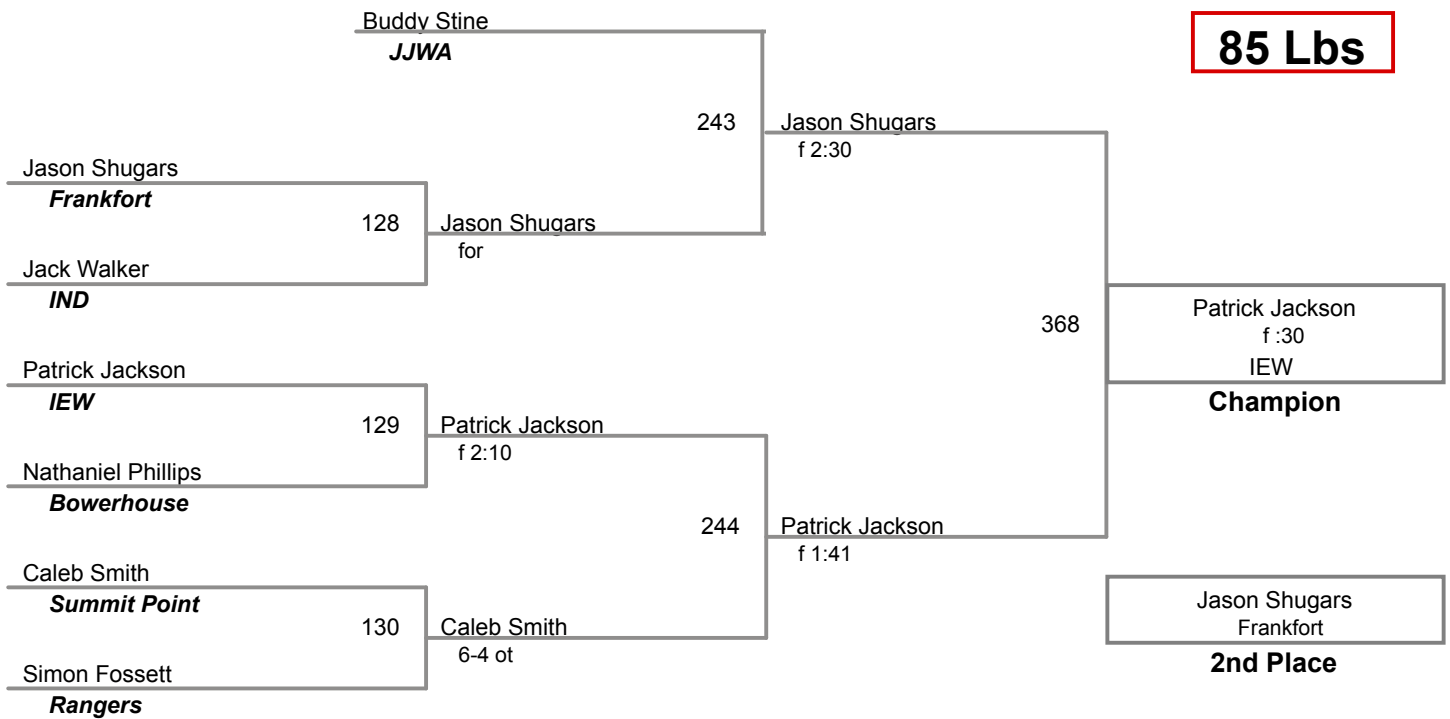 Buddy Stine
JJWA
85 Lbs
243
Jason Shugars
f 2:30
Jason Shugars
Frankfort
128
Jason Shugars
for
Jack Walker
IND
368
Patrick Jackson
f :30
IEW
Champion
Patrick Jackson
IEW
129
Patrick Jackson
f 2:10
Nathaniel Phillips
Bowerhouse
244
Patrick Jackson
f 1:41
Caleb Smith
Summit Point
130
Caleb Smith
6-4 ot
Simon Fossett
Rangers
Jason Shugars
Frankfort
2nd Place